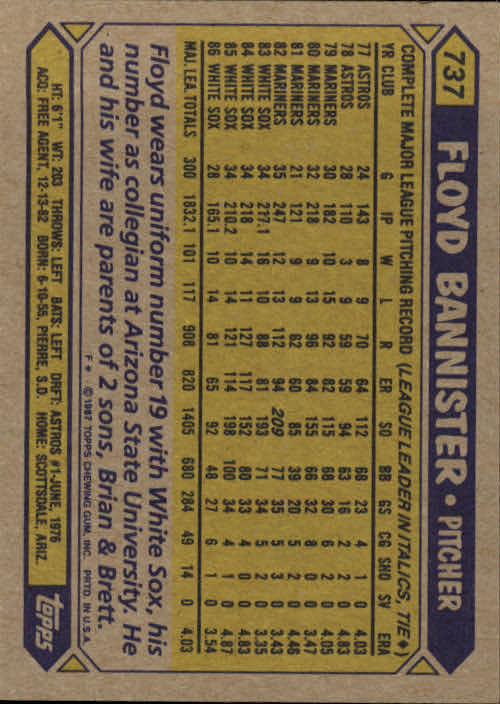 737 FLOYD BANNISTER • PITCHER
COMPLETE MAJOR LEAGUE PITCHING RECORD (LEAGUE LEADER IN ITALICS, TIE♦)
YR CLUB G IP W L R ER SO BB GS CG SHO SV ERA
77 ASTROS 24 143 8 9 70 64 112 68 23 4 1 0 4.03
78 ASTROS 28 110 3 9 59 59 94 63 16 2 2 0 4.83
79 MARINERS 30 182 10 15 92 82 115 68 30 6 2 0 4.05
80 MARINERS 32 218 9 13 96 84 155 66 32 8 0 0 3.47
81 MARINERS 21 121 9 9 62 60 85 39 20 5 2 0 4.46
82 MARINERS 35 247 12 13 112 94 209 77 35 5 3 0 3.43
83 WHITE SOX 34 217.1 16 10 88 81 193 71 34 5 2 0 3.35
84 WHITE SOX 34 218 14 11 127 117 152 80 33 4 0 0 4.83
85 WHITE SOX 34 210.2 10 14 121 114 198 100 34 4 1 0 4.87
86 WHITE SOX 28 165.1 10 14 81 65 92 48 27 6 1 0 3.54
MAJ. LEA. TOTALS 300 1832.1 101 117 908 820 1405 680 284 49 14 0 4.03
Floyd wears uniform number 19 with White Sox, his
number as collegian at Arizona State University. He
and his wife are parents of 2 sons, Brian & Brett.
F* © 1987 TOPPS CHEWING GUM, INC. PRTD. IN U.S.A.
HT: 6'1" WT: 203 THROWS: LEFT BATS: LEFT DRFT: ASTROS #1-JUNE, 1976
ACQ: FREE AGENT, 12-13-82 BORN: 6-10-55, PIERRE, S.D. HOME: SCOTTSDALE, ARIZ.
TOPPS